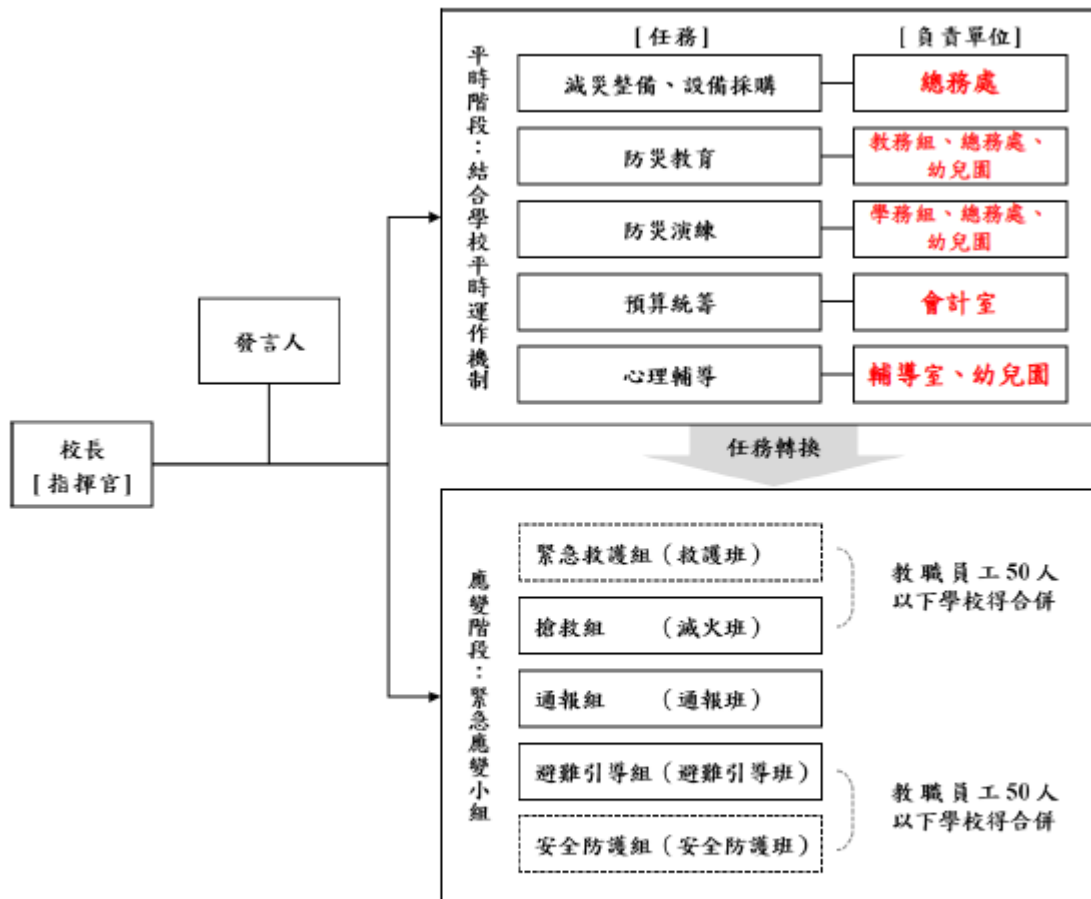 平時階段：結合學校平時運作機制
[任務]
[負責單位]
減災整備、設備採購
總務處
防災教育
教務組、總務處、
幼兒園
防災演練
學務組、總務處、
幼兒園
預算統籌
會計室
心理輔導
輔導室、幼兒園
發言人
校長
[指揮官]
任務轉換
應變階段：緊急應變小組
緊急救護組（救護班）
搶救組　　（滅火班）
教職員工50人
以下學校得合併
通報組　　（通報班）
避難引導組（避難引導班）
安全防護組（安全防護班）
教職員工50人
以下學校得合併